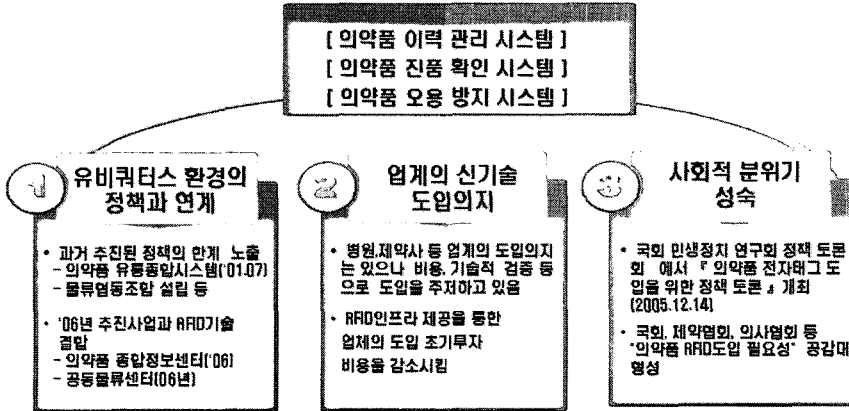 [ 의약품 이력 관리 시스템 ]
[ 의약품 진품 확인 시스템 ]
[ 의약품 오용 방지 시스템 ]
1
유비쿼터스 환경의
정책과 연계
• 과거 추진된 정책의 한계 노출
- 의약품 유통종합시스템('01.07)
- 물류협동조합 설립 등
• '06년 추진사업과 RFID기술
결합
- 의약품 종합정보센터('06)
- 공동물류센터(06년)
2
업계의 신기술
도입의지
• 병원,제약사 등 업계의 도입의지
는 있으나 비용, 기술적 검증 등
으로 도입을 주저하고 있음
• RFID인프라 제공을 통한
업체의 도입 초기투자
비용을 감소시킴
3
사회적 분위기
성숙
• 국회 민생정치 연구회 정책 토론
회 에서 『 의약품 전자태그 도
입을 위한 정책 토론 』 개최
(2005.12.14)
• 국회, 제약협회, 의사협회 등
"의약품 RFID도입 필요성" 공감대
형성